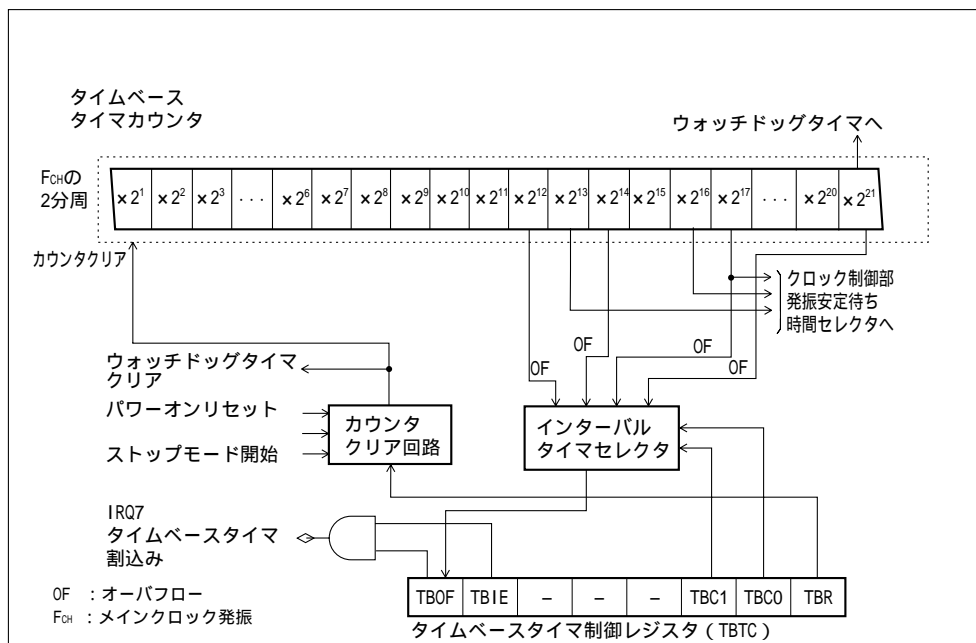 タイムベース
タイマカウンタ
ウォッチドッグタイマへ
FCHの
2分周
×2¹ ×2² ×2³ ･･･ ×2⁶ ×2⁷ ×2⁸ ×2⁹ ×2¹⁰ ×2¹¹ ×2¹² ×2¹³ ×2¹⁴ ×2¹⁵ ×2¹⁶ ×2¹⁷ ･･･ ×2²⁰ ×2²¹
カウンタクリア
クロック制御部
発振安定待ち
時間セレクタへ
OF OF OF OF
ウォッチドッグタイマ
クリア
パワーオンリセット
ストップモード開始
カウンタ
クリア回路
インターバル
タイマセレクタ
IRQ7
タイムベースタイマ
割込み
OF :オーバフロー
FCH :メインクロック発振
TBOF TBIE － － － TBC1 TBC0 TBR
タイムベースタイマ制御レジスタ(TBTC)